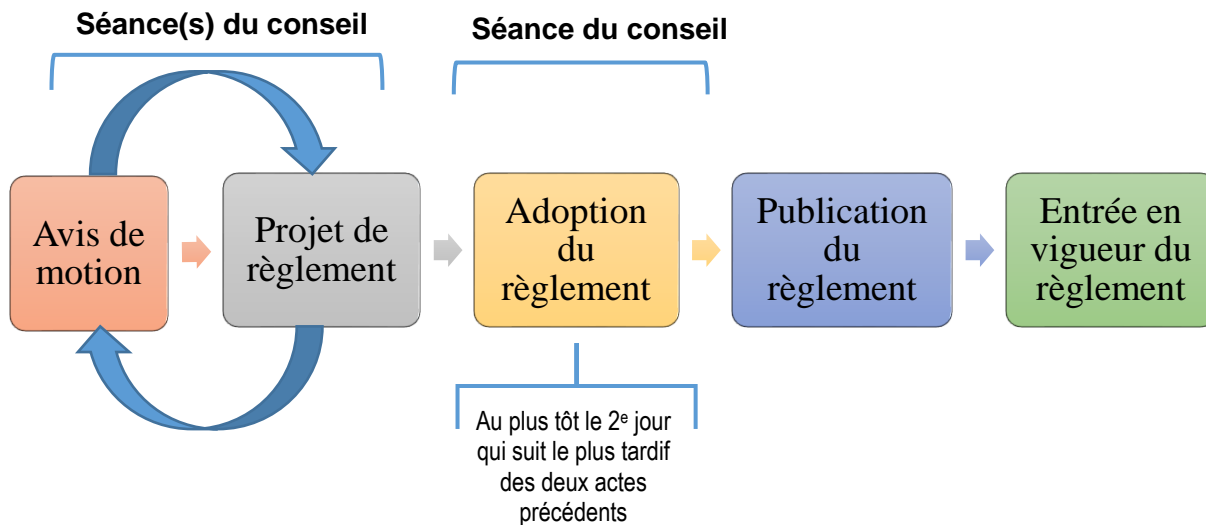 Séance(s) du conseil
Séance du conseil
Avis de
motion
Projet de
règlement
Adoption
du
règlement
Publication
du
règlement
Entrée en
vigueur du
règlement
Au plus tôt le 2e jour
qui suit le plus tardif
des deux actes
précédents